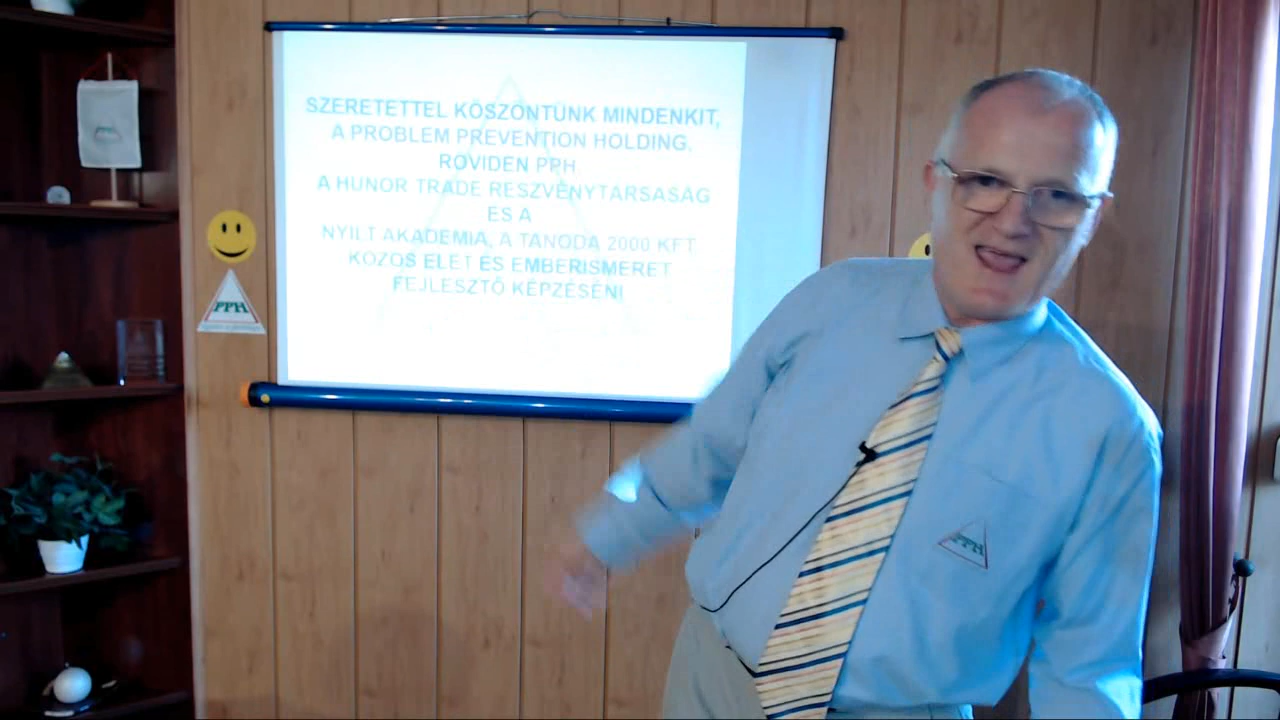 SZERETETTEL KÖSZÖNTÜNK MINDENKIT,
A PROBLEM PREVENTION HOLDING,
RÖVIDEN PPH
A HUNOR TRADE RÉSZVÉNYTÁRSASÁG
ÉS A
NYÍLT AKADÉMIA, A TANODA 2000 KFT.
KÖZÖS ÉLET ÉS EMBERISMERET
FEJLESZTŐ KÉPZÉSÉN!
PPH
PPH